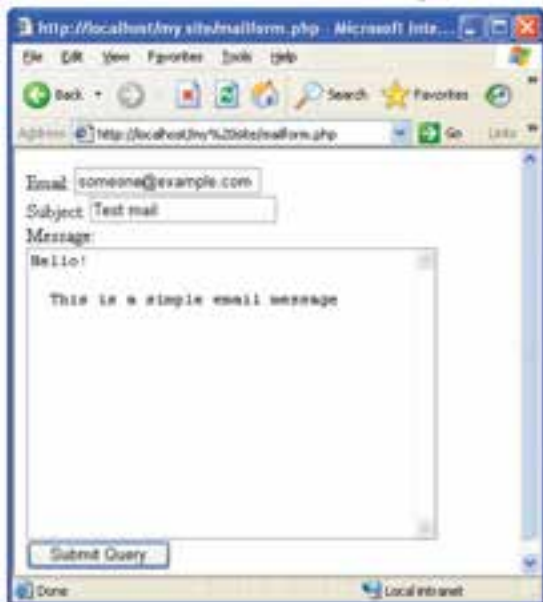 http://localhost/my site/mailform.php - Microsoft Inte...
File Edit View Favorites Tools Help
Back Search Favorites
Address http://localhost/my%20site/mailform.php Go Links
Email: someone@example.com
Subject: Test mail
Message:
Hello!
This is a simple email message
Submit Query
Done Local intranet